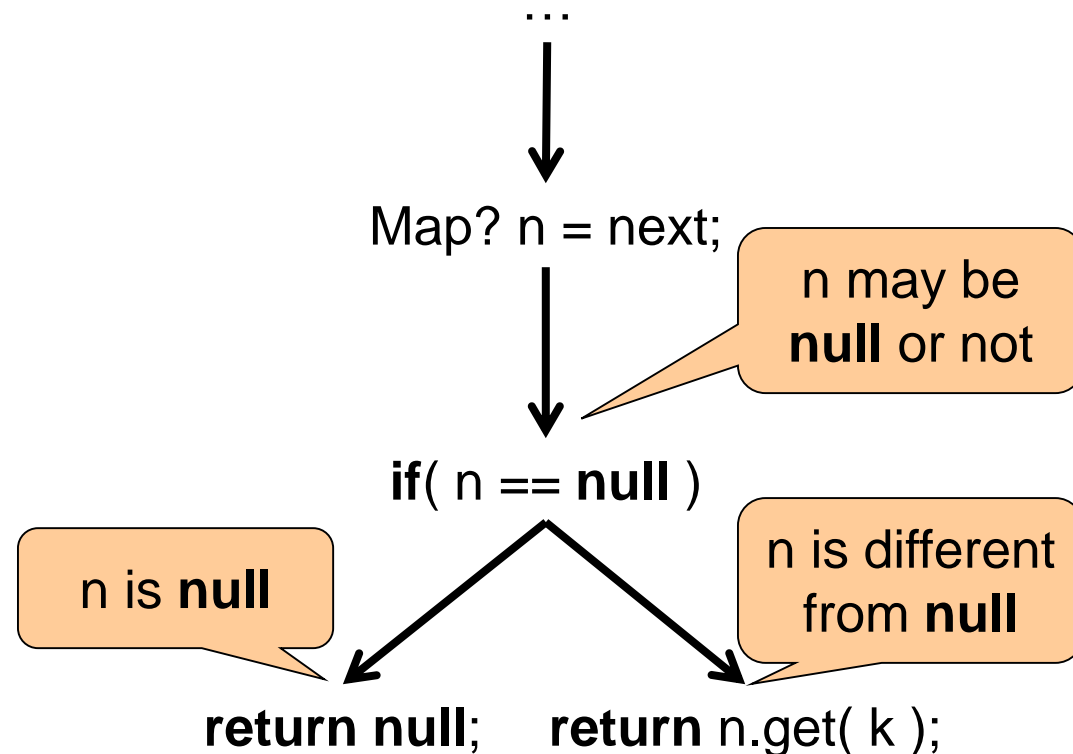 ...
Map? n = next;
n may be
null or not
if( n == null )
n is null
n is different
from null
return null;
return n.get( k );